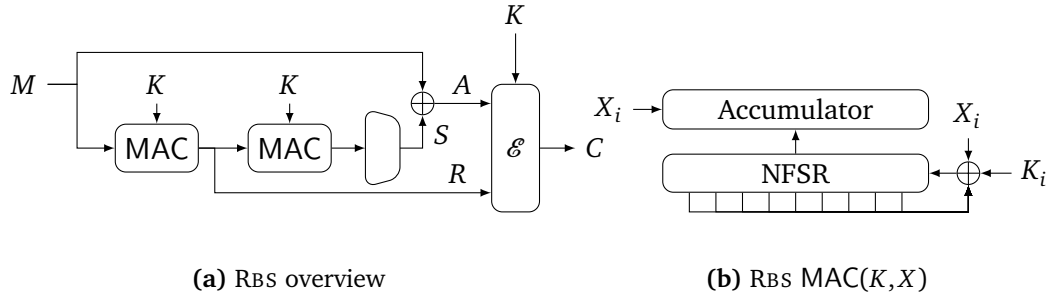 K
M
K
K
A
MAC
MAC
S
ℰ
C
R
(a) RBS overview
X_i
Accumulator
X_i
NFSR
K_i
(b) RBS MAC(K, X)